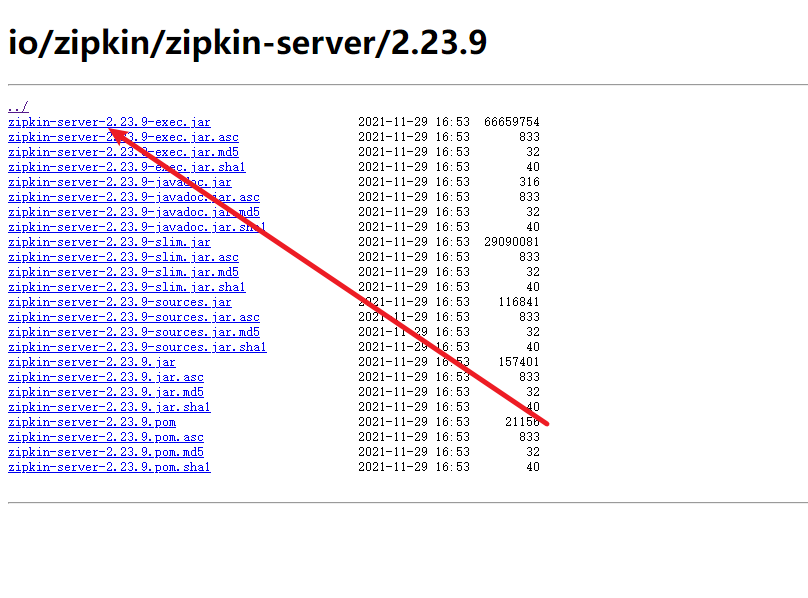 io/zipkin/zipkin-server/2.23.9
../
zipkin-server-2.23.9-exec.jar 2021-11-29 16:53 66659754
zipkin-server-2.23.9-exec.jar.asc 2021-11-29 16:53 833
zipkin-server-2.23.9-exec.jar.md5 2021-11-29 16:53 32
zipkin-server-2.23.9-exec.jar.sha1 2021-11-29 16:53 40
zipkin-server-2.23.9-javadoc.jar 2021-11-29 16:53 316
zipkin-server-2.23.9-javadoc.jar.asc 2021-11-29 16:53 833
zipkin-server-2.23.9-javadoc.jar.md5 2021-11-29 16:53 32
zipkin-server-2.23.9-javadoc.jar.sha1 2021-11-29 16:53 40
zipkin-server-2.23.9-slim.jar 2021-11-29 16:53 29090081
zipkin-server-2.23.9-slim.jar.asc 2021-11-29 16:53 833
zipkin-server-2.23.9-slim.jar.md5 2021-11-29 16:53 32
zipkin-server-2.23.9-slim.jar.sha1 2021-11-29 16:53 40
zipkin-server-2.23.9-sources.jar 2021-11-29 16:53 116841
zipkin-server-2.23.9-sources.jar.asc 2021-11-29 16:53 833
zipkin-server-2.23.9-sources.jar.md5 2021-11-29 16:53 32
zipkin-server-2.23.9-sources.jar.sha1 2021-11-29 16:53 40
zipkin-server-2.23.9.jar 2021-11-29 16:53 157401
zipkin-server-2.23.9.jar.asc 2021-11-29 16:53 833
zipkin-server-2.23.9.jar.md5 2021-11-29 16:53 32
zipkin-server-2.23.9.jar.sha1 2021-11-29 16:53 40
zipkin-server-2.23.9.pom 2021-11-29 16:53 21156
zipkin-server-2.23.9.pom.asc 2021-11-29 16:53 833
zipkin-server-2.23.9.pom.md5 2021-11-29 16:53 32
zipkin-server-2.23.9.pom.sha1 2021-11-29 16:53 40